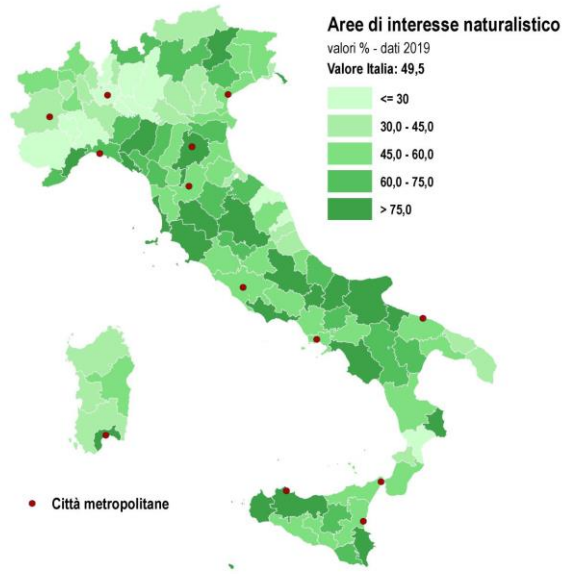 Aree di interesse naturalistico
valori % - dati 2019
Valore Italia: 49,5
<= 30
30,0 - 45,0
45,0 - 60,0
60,0 - 75,0
> 75,0
Città metropolitane